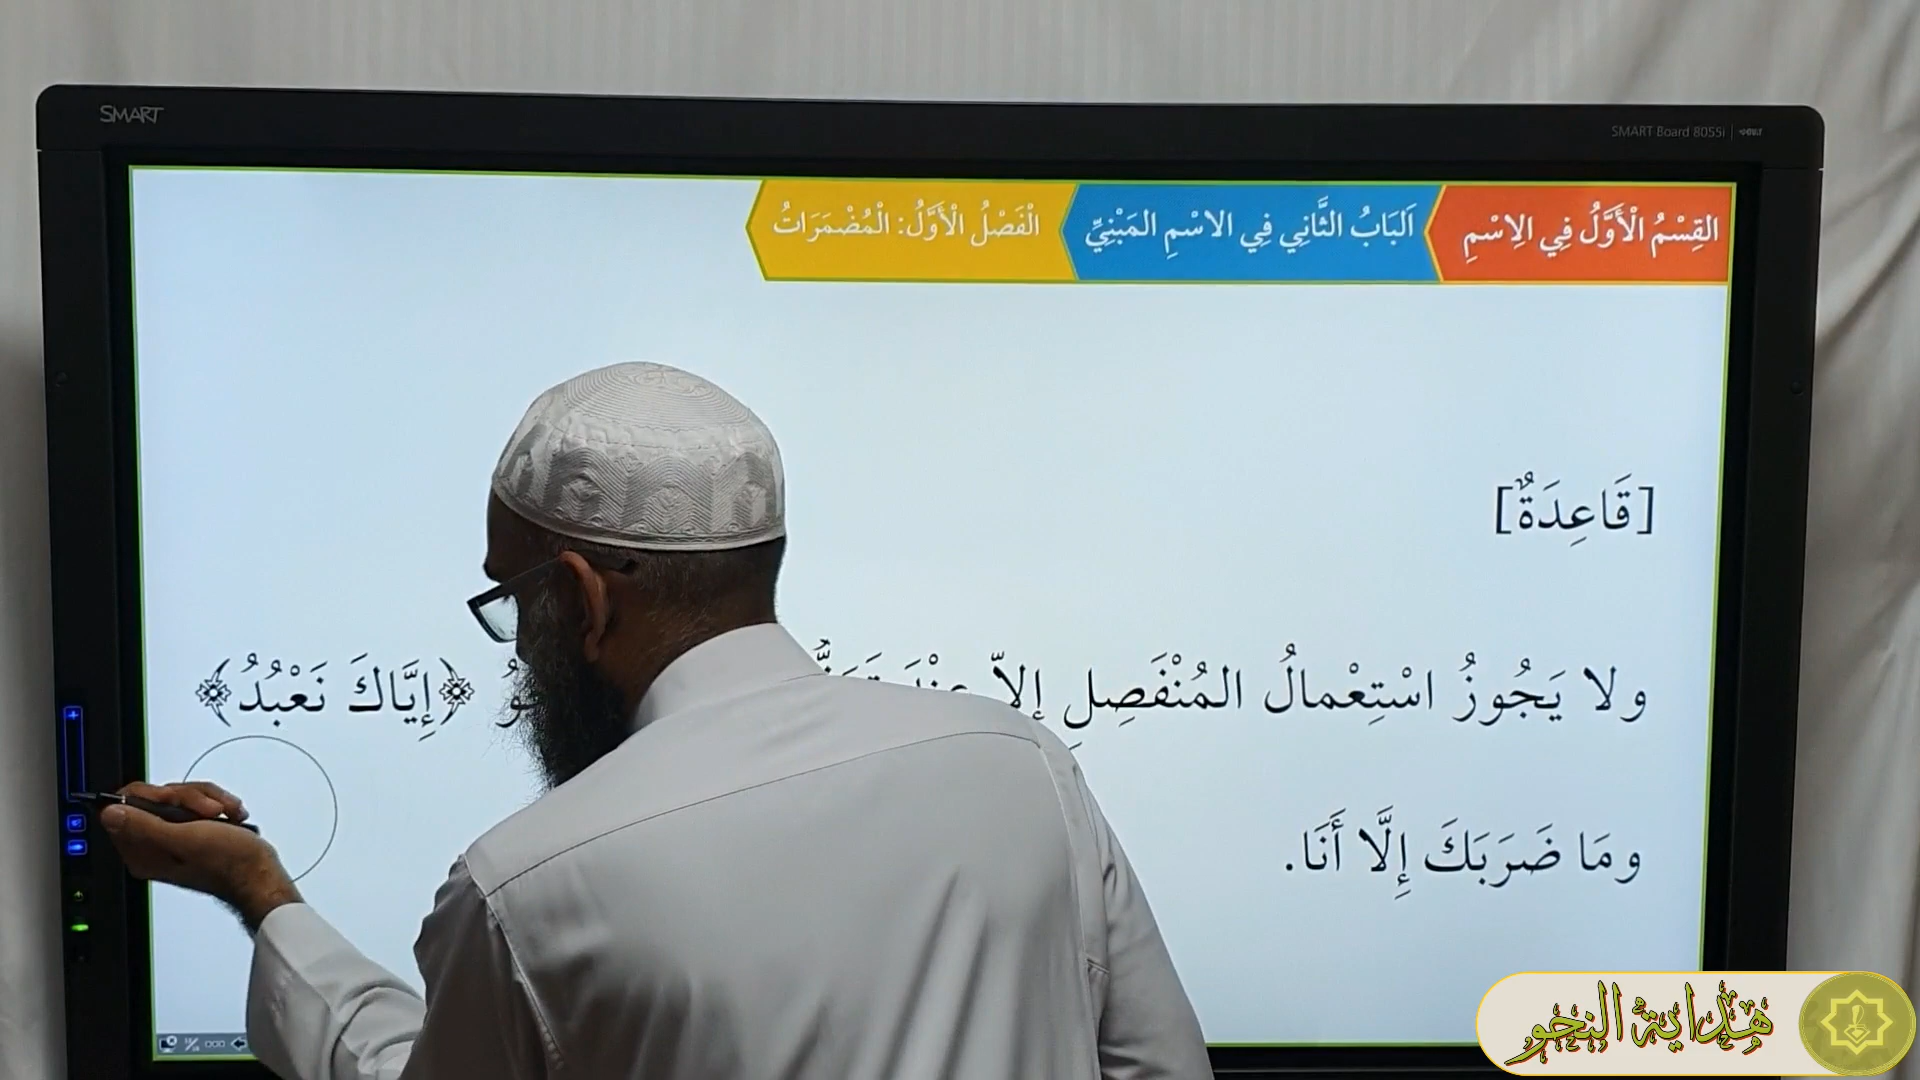 SMART
SMART Board 8055i
القِسْمُ الْأَوَّلُ فِي الِاسْمِ
اَلبَابُ الثَّانِي فِي الاسْمِ المَبْنِيِّ
الْفَصْلُ الْأَوَّلُ: الْمُضْمَرَاتُ
[قَاعِدَةٌ]
ولا يَجُوزُ اسْتِعْمالُ المُنْفَصِلِ إلاّ عِنْدَ ﴿إِيَّاكَ نَعْبُدُ﴾
ومَا ضَرَبَكَ إِلَّا أَنَا.
هداية النحو